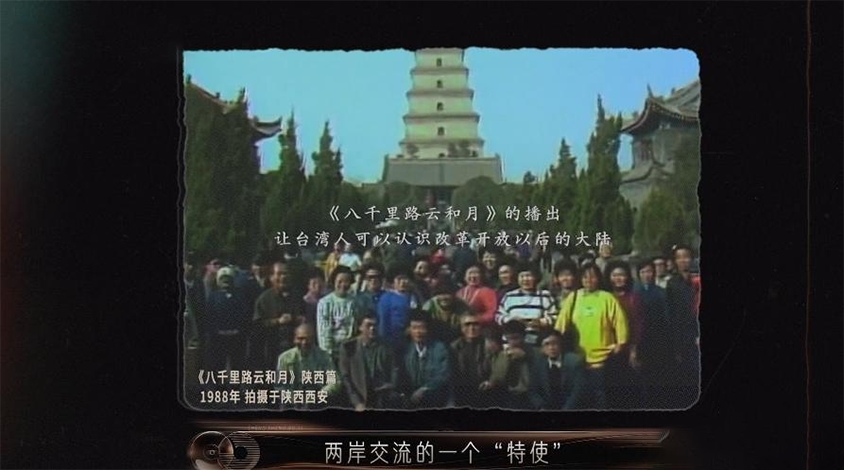 《八千里路云和月》的播出
让台湾人可以认识改革开放以后的大陆
《八千里路云和月》陕西篇
1988年 拍摄于陕西西安
两岸交流的一个“特使”